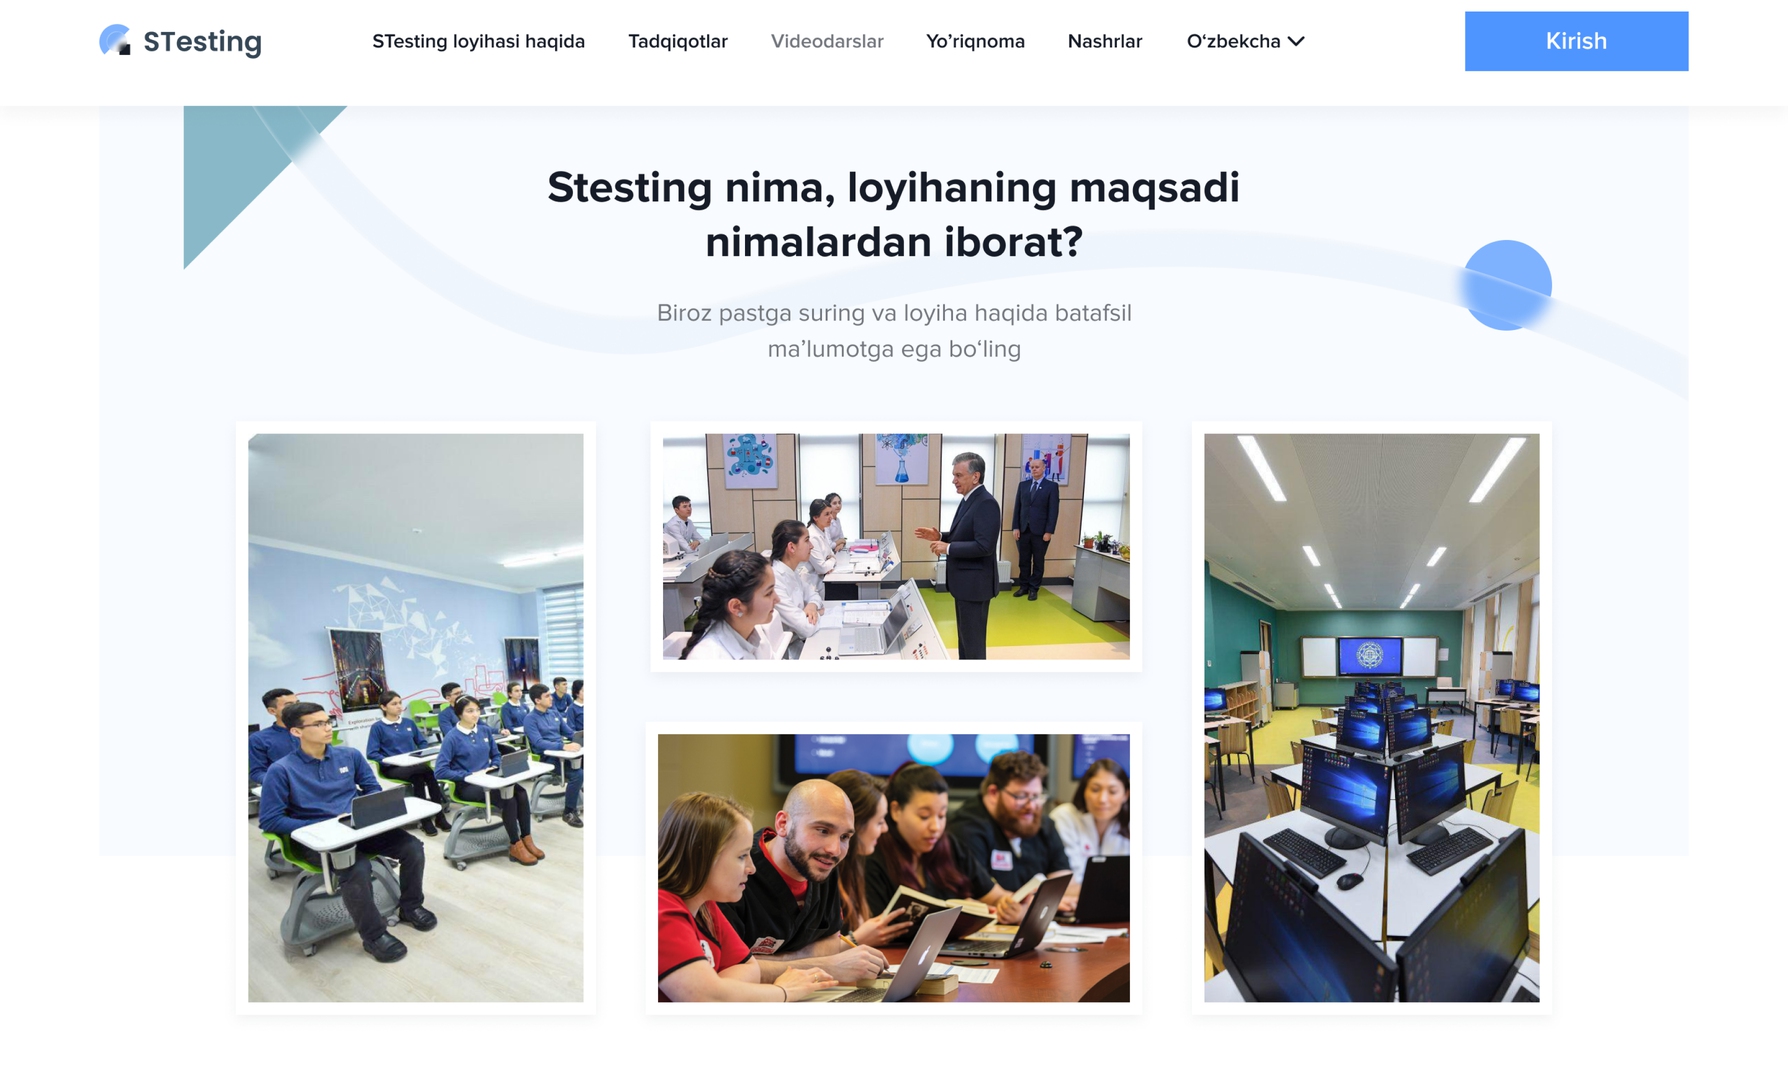 STesting
STesting loyihasi haqida
Tadqiqotlar
Videodarslar
Yo’riqnoma
Nashrlar
O‘zbekcha
Kirish
Stesting nima, loyihaning maqsadi
nimalardan iborat?
Biroz pastga suring va loyiha haqida batafsil
ma’lumotga ega bo‘ling